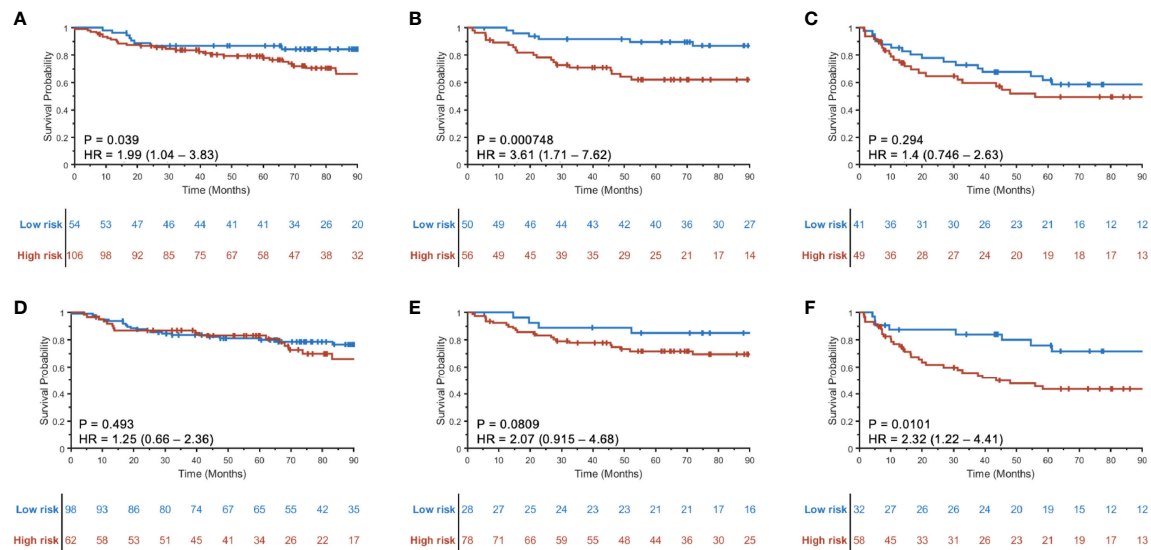 A
Survival Probability
1
0.8
0.6
0.4
0.2
0
P = 0.039
HR = 1.99 (1.04 – 3.83)
0 10 20 30 40 50 60 70 80 90
Time (Months)
Low risk 54 53 47 46 44 41 41 34 26 20
High risk 106 98 92 85 75 67 58 47 38 32
B
Survival Probability
1
0.8
0.6
0.4
0.2
0
P = 0.000748
HR = 3.61 (1.71 – 7.62)
0 10 20 30 40 50 60 70 80 90
Time (Months)
Low risk 50 49 46 44 43 42 40 36 30 27
High risk 56 49 45 39 35 29 25 21 17 14
C
Survival Probability
1
0.8
0.6
0.4
0.2
0
P = 0.294
HR = 1.4 (0.746 – 2.63)
0 10 20 30 40 50 60 70 80 90
Time (Months)
Low risk 41 36 31 30 26 23 21 16 12 12
High risk 49 36 28 27 24 20 19 18 17 13
D
Survival Probability
1
0.8
0.6
0.4
0.2
0
P = 0.493
HR = 1.25 (0.66 – 2.36)
0 10 20 30 40 50 60 70 80 90
Time (Months)
Low risk 98 93 86 80 74 67 65 55 42 35
High risk 62 58 53 51 45 41 34 26 22 17
E
Survival Probability
1
0.8
0.6
0.4
0.2
0
P = 0.0809
HR = 2.07 (0.915 – 4.68)
0 10 20 30 40 50 60 70 80 90
Time (Months)
Low risk 28 27 25 24 23 23 21 21 17 16
High risk 78 71 66 59 55 48 44 36 30 25
F
Survival Probability
1
0.8
0.6
0.4
0.2
0
P = 0.0101
HR = 2.32 (1.22 – 4.41)
0 10 20 30 40 50 60 70 80 90
Time (Months)
Low risk 32 27 26 26 24 20 19 15 12 12
High risk 58 45 33 31 26 23 21 19 17 13